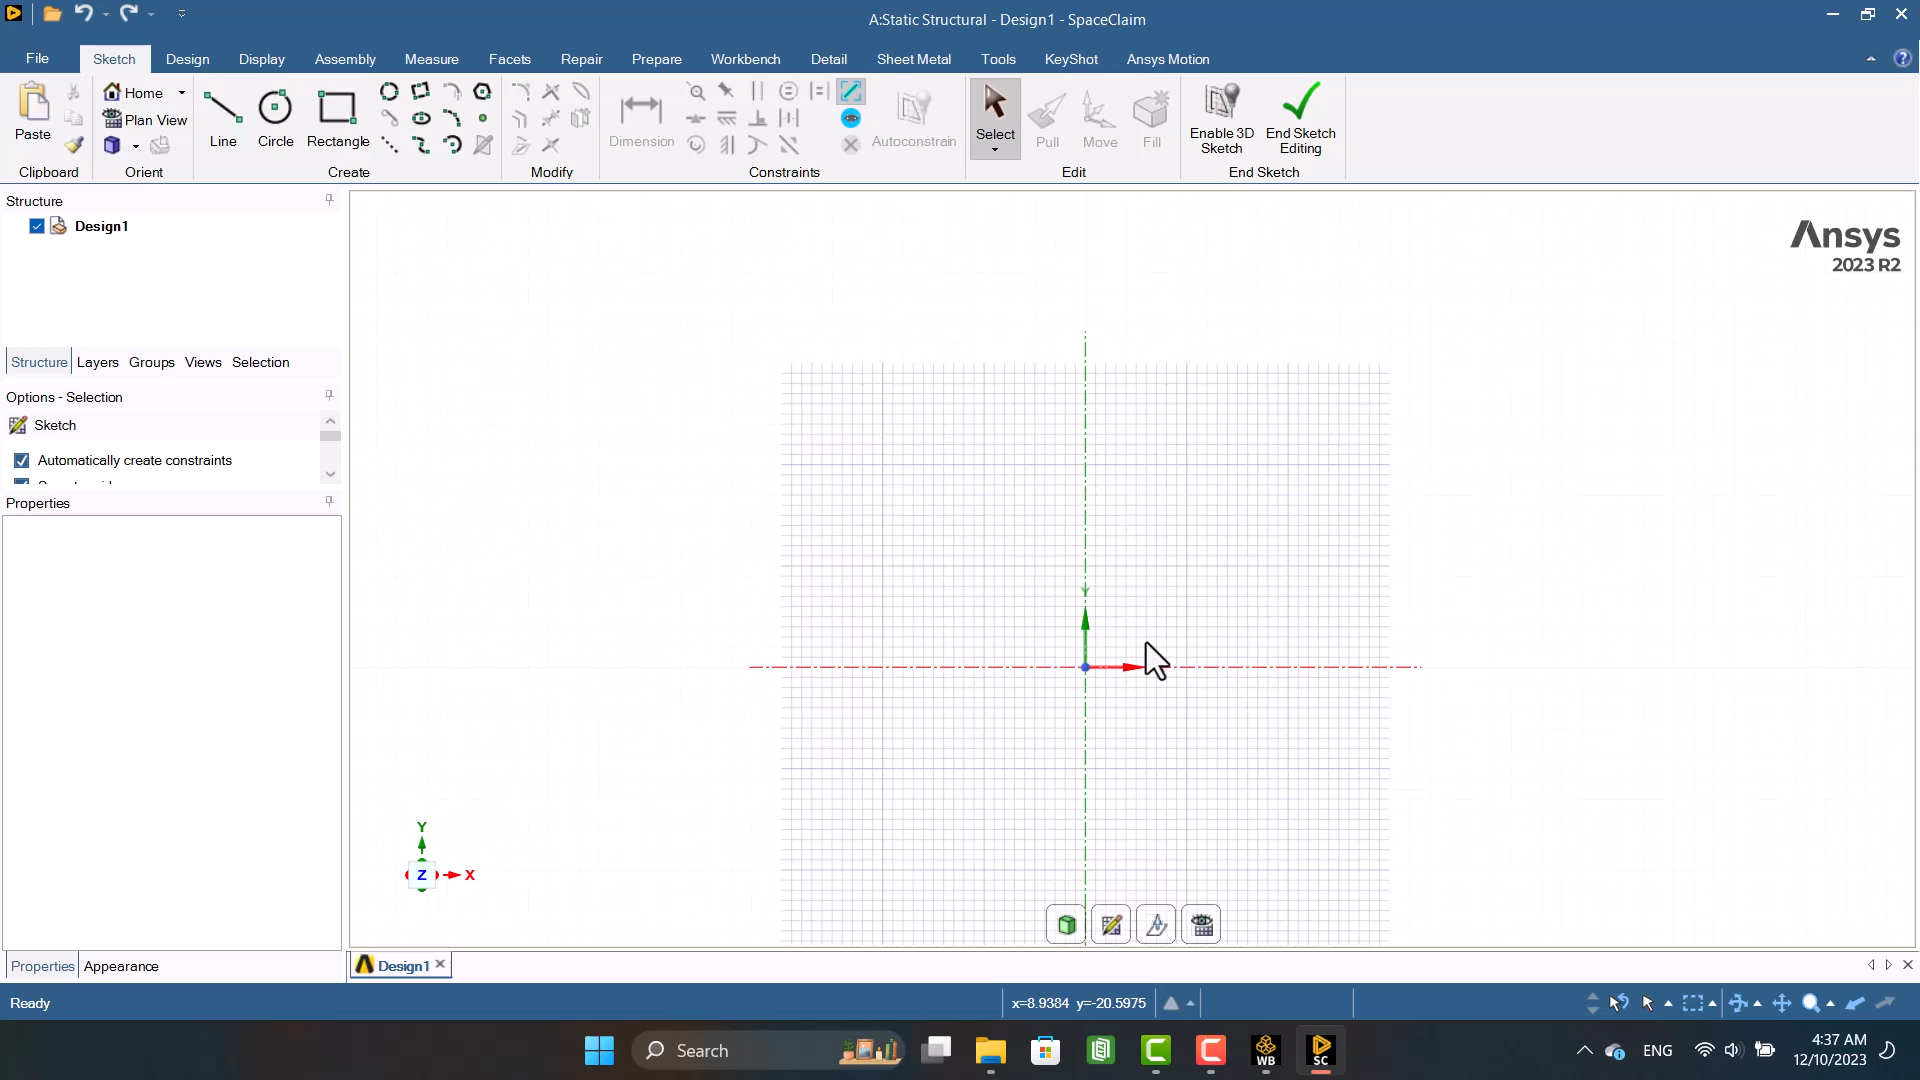 A:Static Structural - Design1 - SpaceClaim
File Sketch Design Display Assembly Measure Facets Repair Prepare Workbench Detail Sheet Metal Tools KeyShot Ansys Motion
Paste
Home
Plan View
Line Circle Rectangle
Dimension
Autoconstrain
Select Pull Move Fill
Enable 3D Sketch
End Sketch Editing
Clipboard Orient Create Modify Constraints Edit End Sketch
Structure
Design1
Structure Layers Groups Views Selection
Options - Selection
Sketch
Automatically create constraints
Properties
Properties Appearance
Ansys
2023 R2
Y
Y
Z X
Design1
Ready
x=8.9384 y=-20.5975
Search
WB
SC
ENG
4:37 AM
12/10/2023